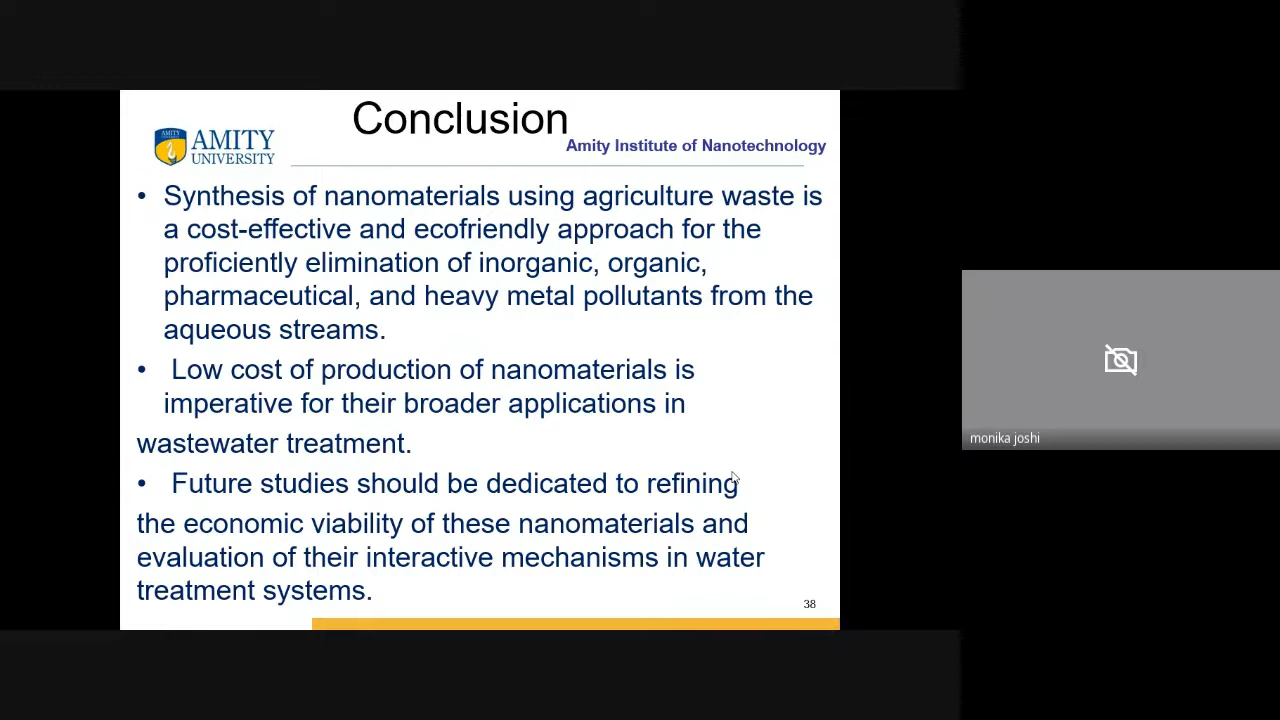 Conclusion
AMITY
AMITY
UNIVERSITY
Amity Institute of Nanotechnology
• Synthesis of nanomaterials using agriculture waste is
a cost-effective and ecofriendly approach for the
proficiently elimination of inorganic, organic,
pharmaceutical, and heavy metal pollutants from the
aqueous streams.
• Low cost of production of nanomaterials is
imperative for their broader applications in
wastewater treatment.
• Future studies should be dedicated to refining
the economic viability of these nanomaterials and
evaluation of their interactive mechanisms in water
treatment systems.
38
monika joshi